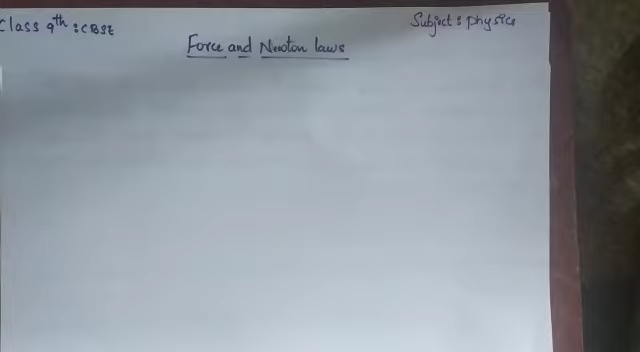 Class 9th : CBSE
Subject : physics
Force and Newton laws